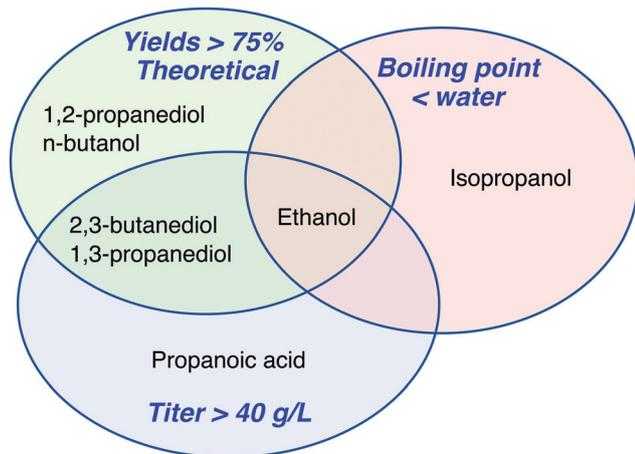 Yields > 75%
Theoretical
Boiling point
< water
1,2-propanediol
n-butanol
Isopropanol
Ethanol
2,3-butanediol
1,3-propanediol
Propanoic acid
Titer > 40 g/L